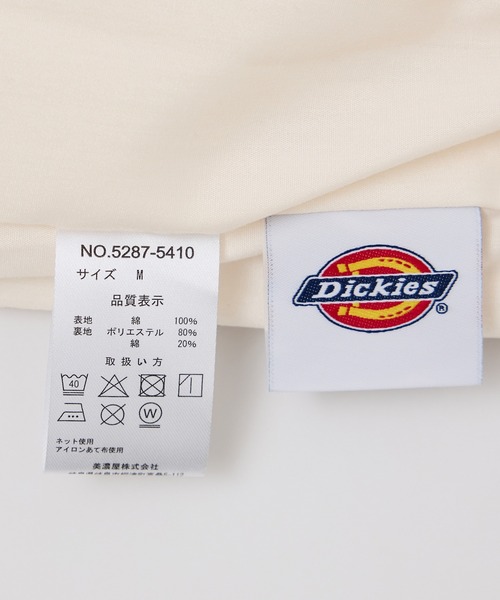 NO.5287-5410
サイズ M
品質表示
表地 綿 100%
裏地 ポリエステル 80%
綿 20%
取扱い方
40
W
ネット使用
アイロンあて布使用
美濃屋株式会社
Dickies
®